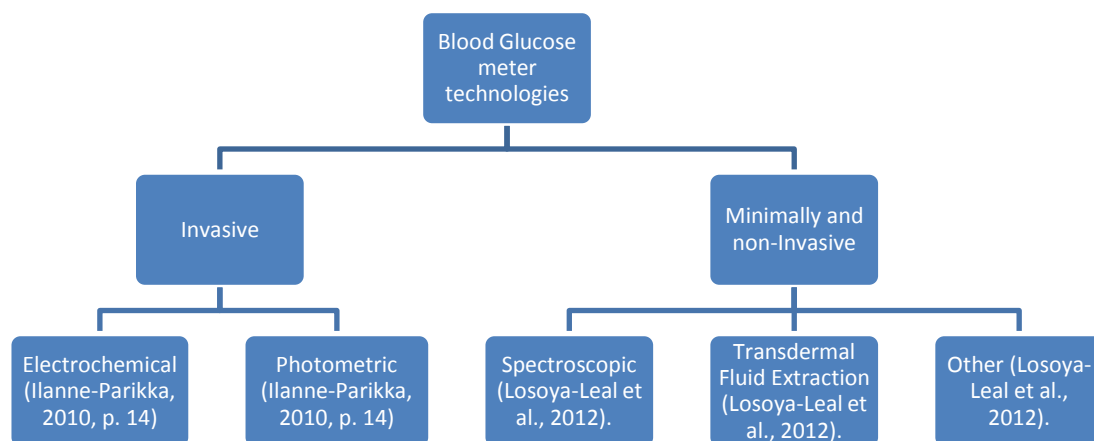 Blood Glucose
meter
technologies
Invasive
Minimally and
non-Invasive
Electrochemical
(Ilanne-Parikka,
2010, p. 14)
Photometric
(Ilanne-Parikka,
2010, p. 14)
Spectroscopic
(Losoya-Leal et
al., 2012).
Transdermal
Fluid Extraction
(Losoya-Leal et
al., 2012).
Other (Losoya-
Leal et al.,
2012).